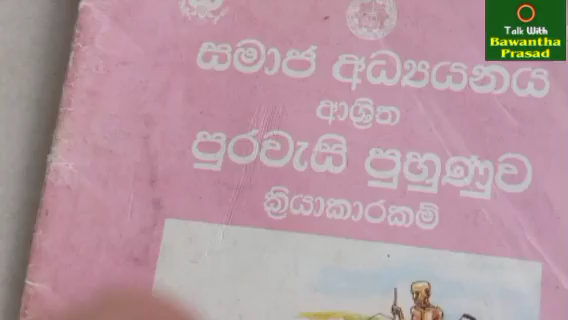 Talk With
Bawantha
Prasad
සමාජ අධ්‍යයනය
ආශ්‍රිත
පුරවැසි පුහුණුව
ක්‍රියාකාරකම්